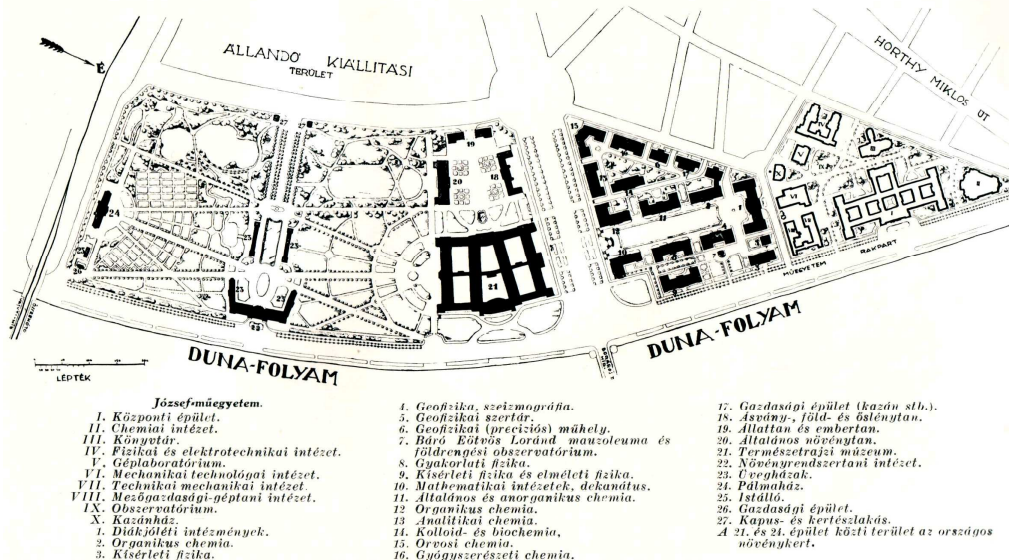 ÁLLANDÓ KIÁLLITÁSI
TERÜLET
HORTHY MIKLOS ÚT
É
MŰEGYETEM RAKPART
DUNA-FOLYAM
DUNA-FOLYAM
LÉPTÉK
József-műegyetem.
I. Központi épület.
II. Chemiai intézet.
III. Könyvtár.
IV. Fizikai és elektrotechnikai intézet.
V. Géplaboratórium.
VI. Mechanikai technológai intézet.
VII. Technikai mechanikai intézet.
VIII. Mezőgazdasági-géptani intézet.
IX. Obszervatórium.
X. Kazánház.
1. Diákjóléti intézmények.
2. Organikus chemia.
3. Kísérleti fizika.
4. Geofizika, szeizmográfia.
5. Geofizikai szertár.
6. Geofizikai (preciziós) műhely.
7. Báró Eötvös Loránd mauzoleuma és
földrengési obszervatórium.
8. Gyakorlati fizika.
9. Kísérleti fizika és elméleti fizika.
10. Mathematikai intézetek, dekanátus.
11. Általános és anorganikus chemia.
12 Organikus chemia.
13 Analitikai chemia.
14. Kolloid- és biochemia,
15. Orvosi chemia.
16. Gyógyszerészeti chemia.
17. Gazdasági épület (kazán stb.).
18. Ásvány-, föld- és őslénytan.
19. Állattan és embertan.
20. Általános növénytan.
21. Természetrajzi múzeum.
22. Növényrendszertani intézet.
23. Üvegházak.
24. Pálmaház.
25. Istálló.
26. Gazdasági épület.
27. Kapus- és kertészlakás.
A 21. és 24. épület közti terület az országos
növénykert.